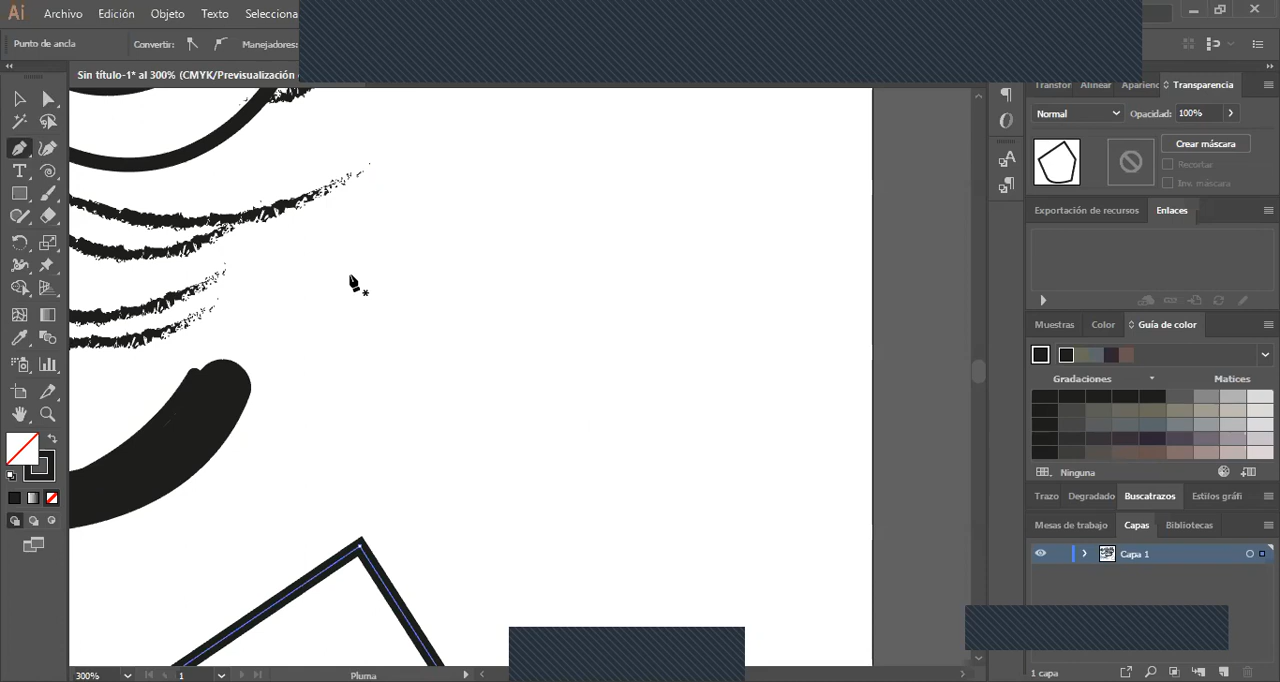 Ai Archivo Edición Objeto Texto Selecciona
Punto de ancla Convertir: Manejadores:
Sin título-1* al 300% (CMYK/Previsualización
Transfor Alinear Aparienc Transparencia
Normal Opacidad: 100%
Crear máscara
Recortar
Inv. máscara
Exportación de recursos Enlaces
Muestras Color Guía de color
Gradaciones Matices
Ninguna
Trazo Degradado Buscatrazos Estilos gráfi
Mesas de trabajo Capas Bibliotecas
Capa 1
300% 1 Pluma
1 capa